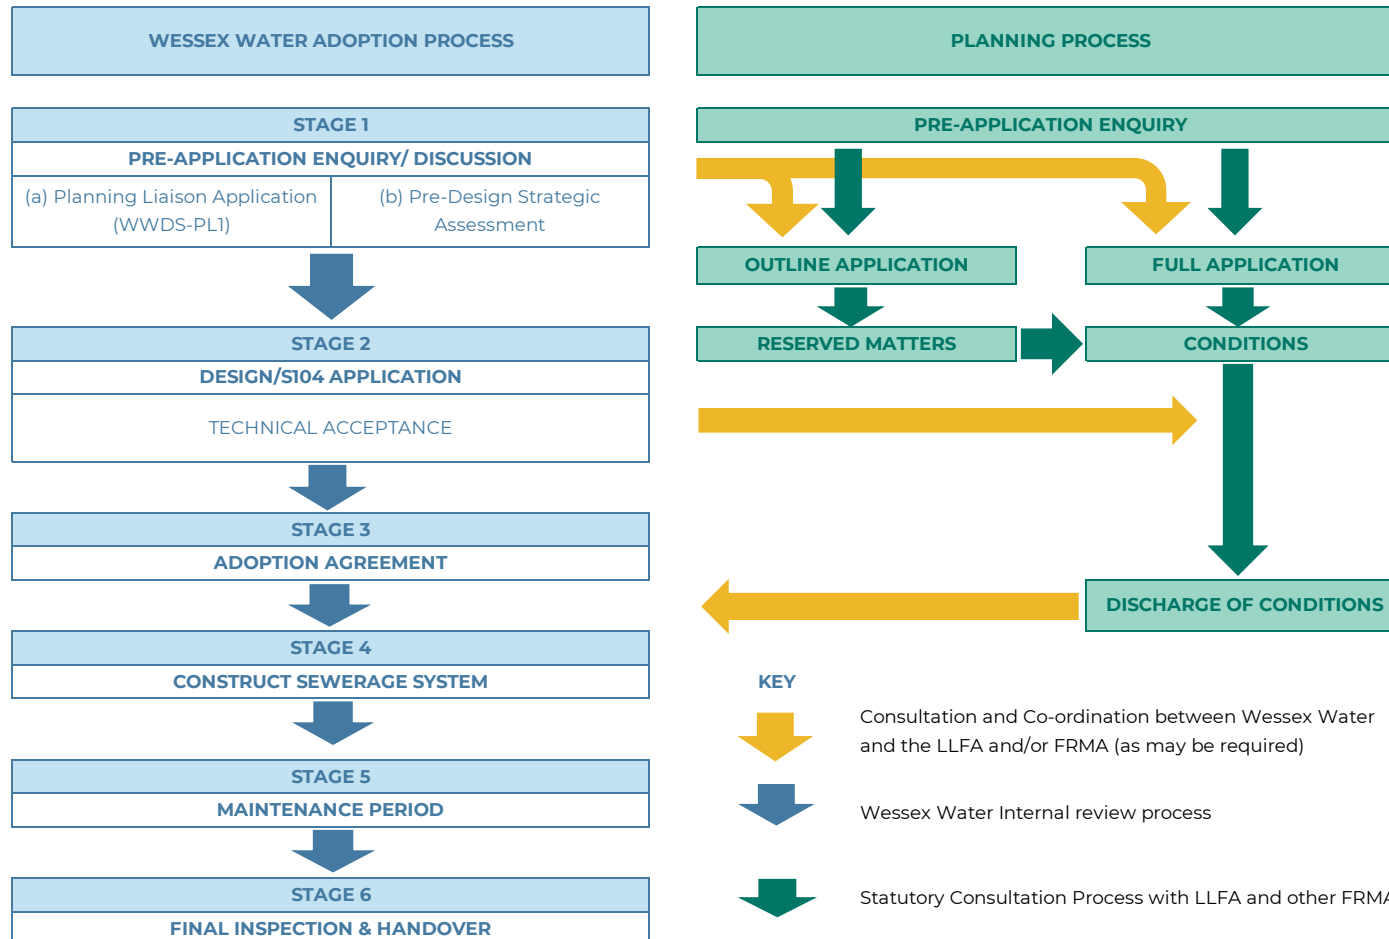 WESSEX WATER ADOPTION PROCESS
STAGE 1
PRE-APPLICATION ENQUIRY/ DISCUSSION
(a) Planning Liaison Application
(WWDS-PL1)
(b) Pre-Design Strategic
Assessment
STAGE 2
DESIGN/S104 APPLICATION
TECHNICAL ACCEPTANCE
STAGE 3
ADOPTION AGREEMENT
STAGE 4
CONSTRUCT SEWERAGE SYSTEM
STAGE 5
MAINTENANCE PERIOD
STAGE 6
FINAL INSPECTION & HANDOVER
PLANNING PROCESS
PRE-APPLICATION ENQUIRY
OUTLINE APPLICATION
FULL APPLICATION
RESERVED MATTERS
CONDITIONS
DISCHARGE OF CONDITIONS
KEY
Consultation and Co-ordination between Wessex Water
and the LLFA and/or FRMA (as may be required)
Wessex Water Internal review process
Statutory Consultation Process with LLFA and other FRMA